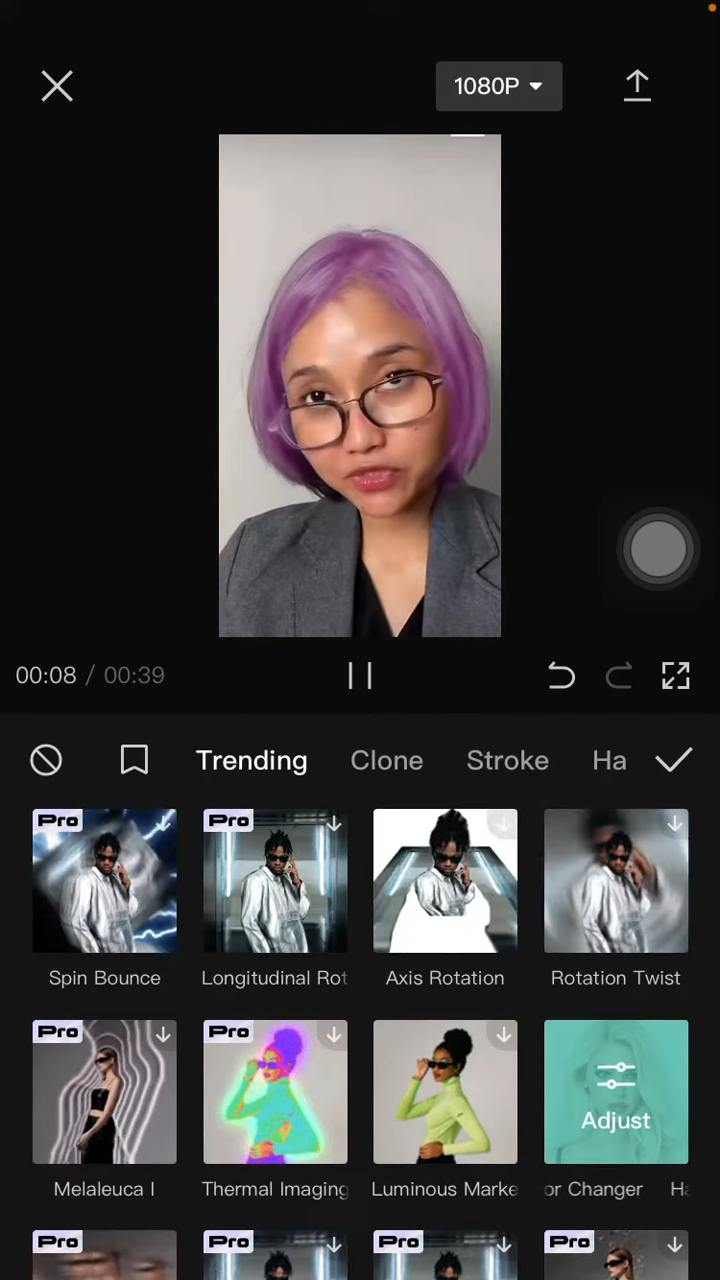 1080P
00:08 / 00:39
Trending Clone Stroke Ha
Pro Pro
Spin Bounce Longitudinal Rot Axis Rotation Rotation Twist
Pro Pro
Adjust
Melaleuca I Thermal Imaging Luminous Marke or Changer Ha
Pro Pro Pro Pro